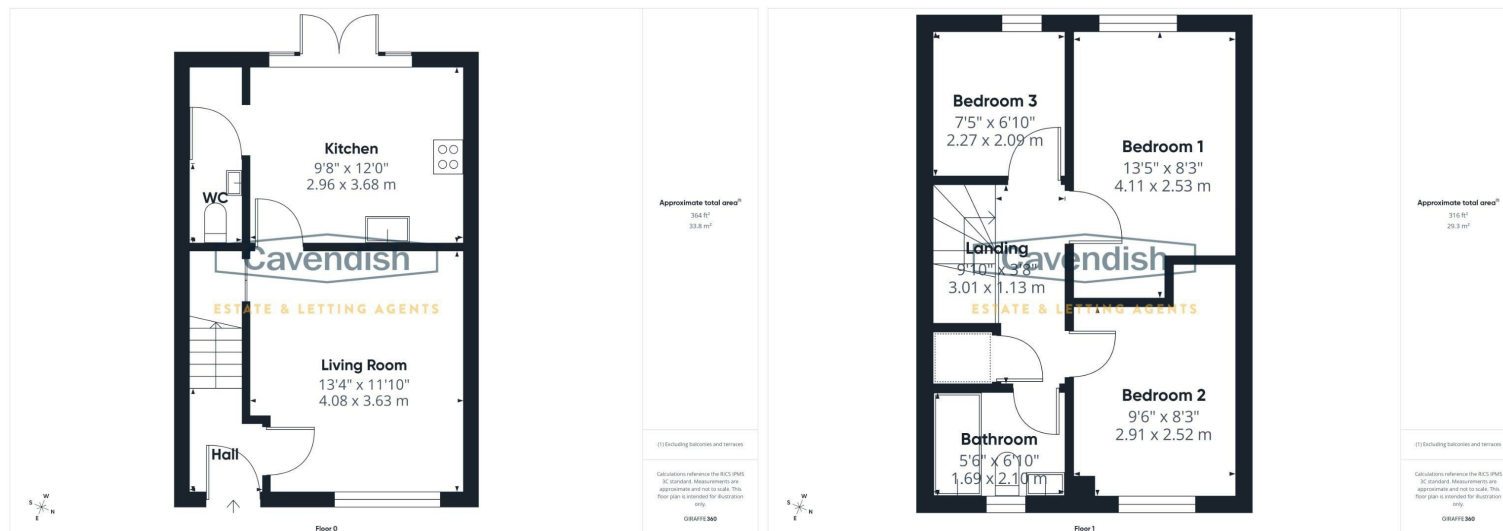 Kitchen
9'8" x 12'0"
2.96 x 3.68 m
WC
Cavendish
ESTATE & LETTING AGENTS
Living Room
13'4" x 11'10"
4.08 x 3.63 m
Hall
W
S
N
E
Floor 0
Approximate total area(1)
364 ft²
33.8 m²
(1) Excluding balconies and terraces
Calculations reference the RICS IPMS
3C standard. Measurements are
approximate and not to scale. This
floor plan is intended for illustration
only.
GIRAFFE360
Bedroom 3
7'5" x 6'10"
2.27 x 2.09 m
Bedroom 1
13'5" x 8'3"
4.11 x 2.53 m
Landing
9'10" x 3'8"
3.01 x 1.13 m
Cavendish
ESTATE & LETTING AGENTS
Bedroom 2
9'6" x 8'3"
2.91 x 2.52 m
Bathroom
5'6" x 6'10"
1.69 x 2.10 m
W
S
N
E
Floor 1
Approximate total area(1)
316 ft²
29.3 m²
(1) Excluding balconies and terraces
Calculations reference the RICS IPMS
3C standard. Measurements are
approximate and not to scale. This
floor plan is intended for illustration
only.
GIRAFFE360